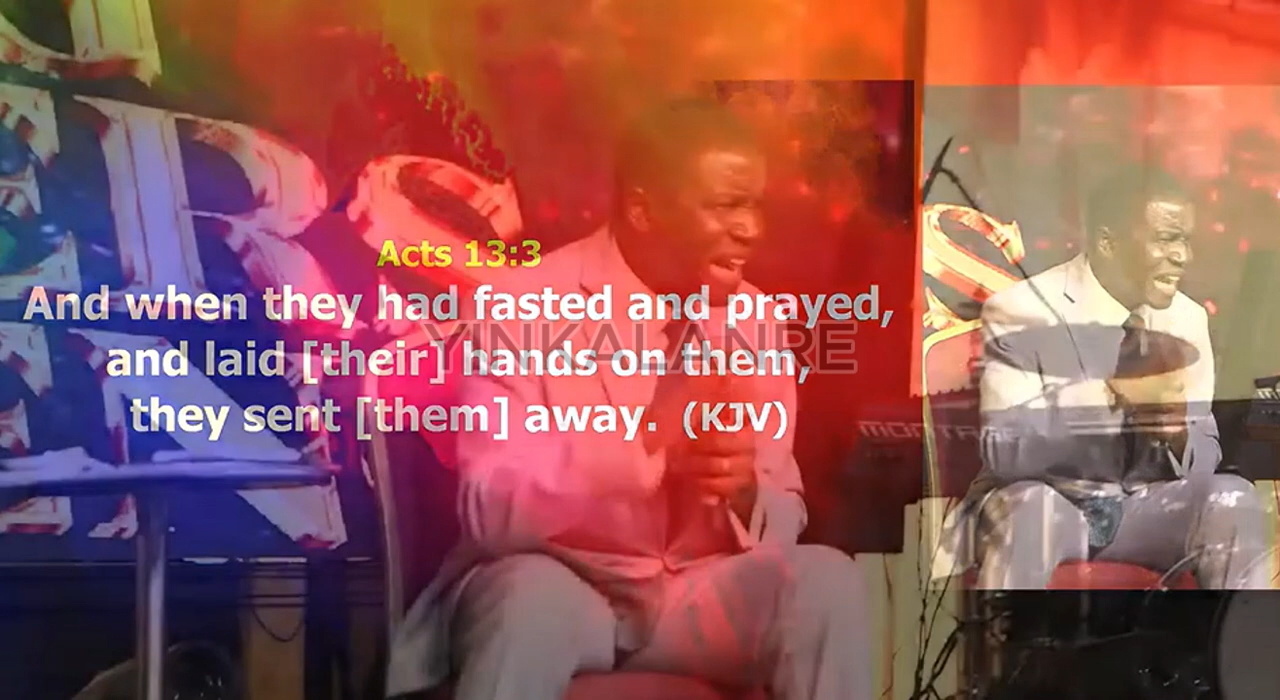 Acts 13:3
And when they had fasted and prayed,
YINKALANRE
and laid [their] hands on them,
they sent [them] away. (KJV)
MONTAGE